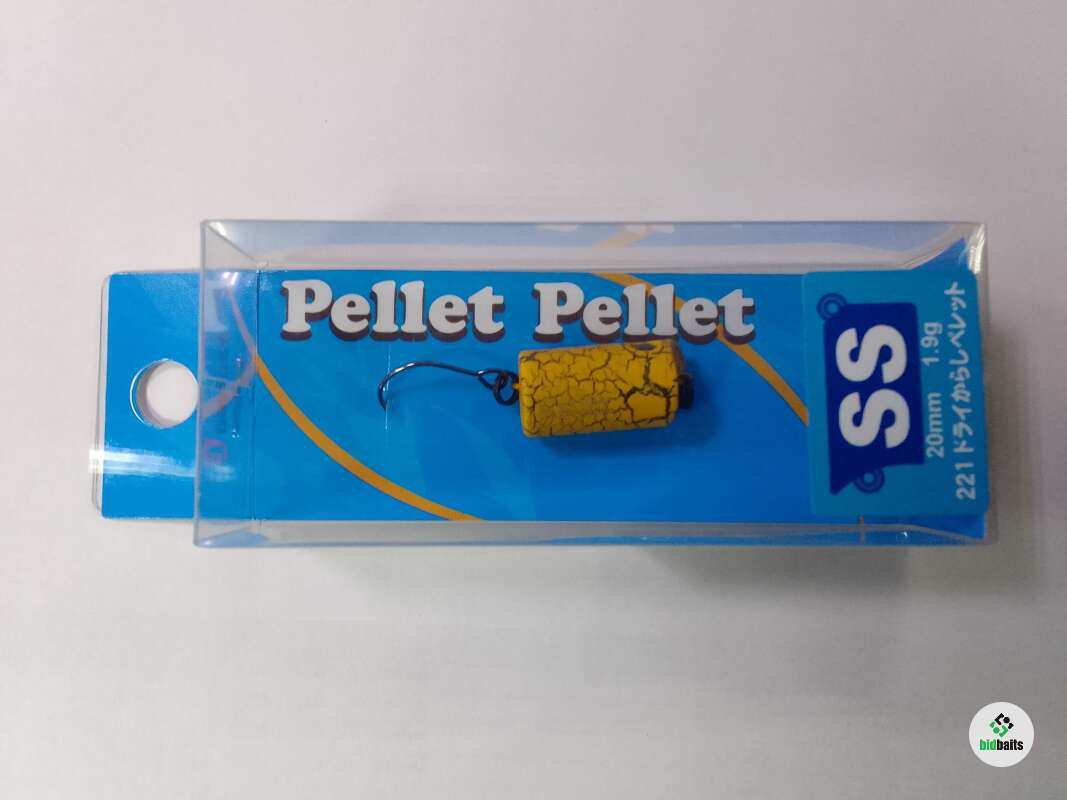 Pellet Pellet
SS
20mm 1.9g
221 ドライからしペレット
bidbaits